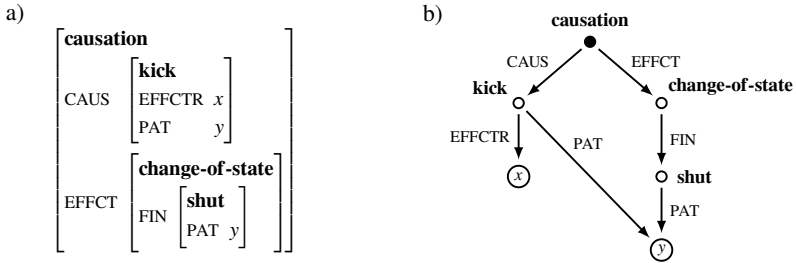 a)
causation
CAUS kick
EFFCTR x
PAT y
EFFCT change-of-state
FIN shut
PAT y
b)
causation
CAUS EFFCT
kick change-of-state
EFFCTR PAT FIN
x shut
PAT
y